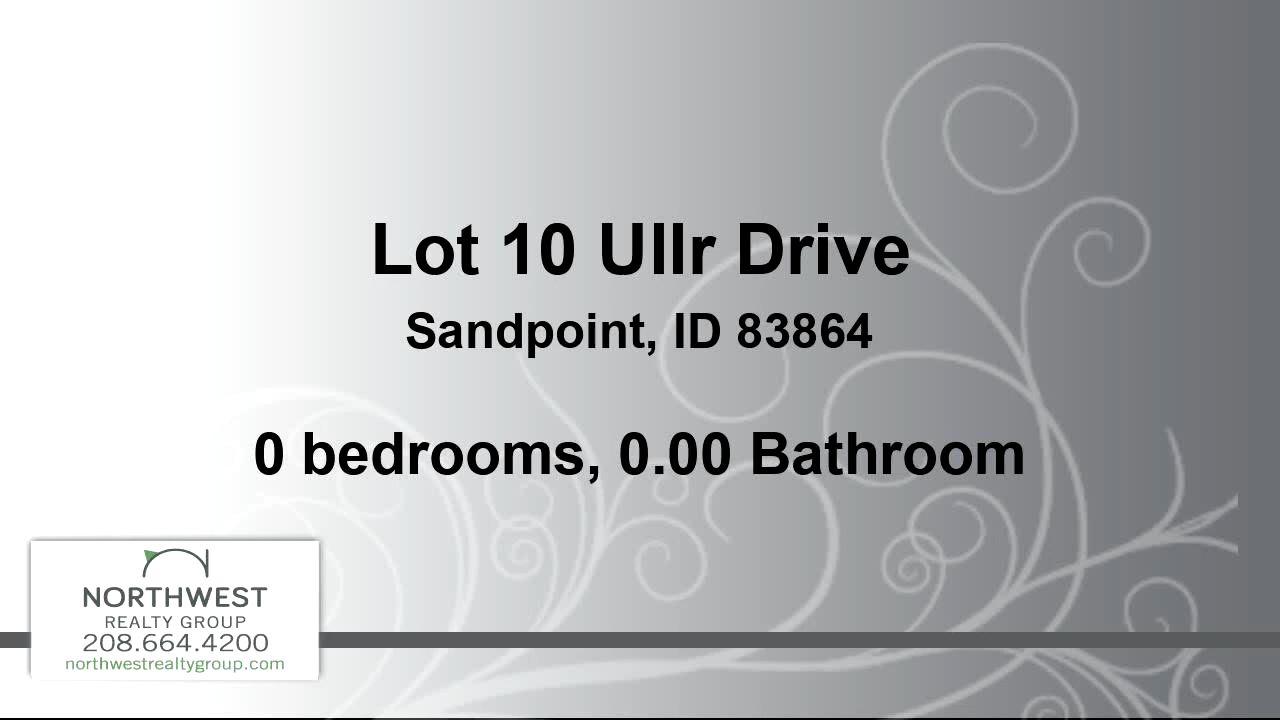 Lot 10 Ullr Drive
Sandpoint, ID 83864
0 bedrooms, 0.00 Bathroom
NORTHWEST
REALTY GROUP
208.664.4200
northwestrealtygroup.com